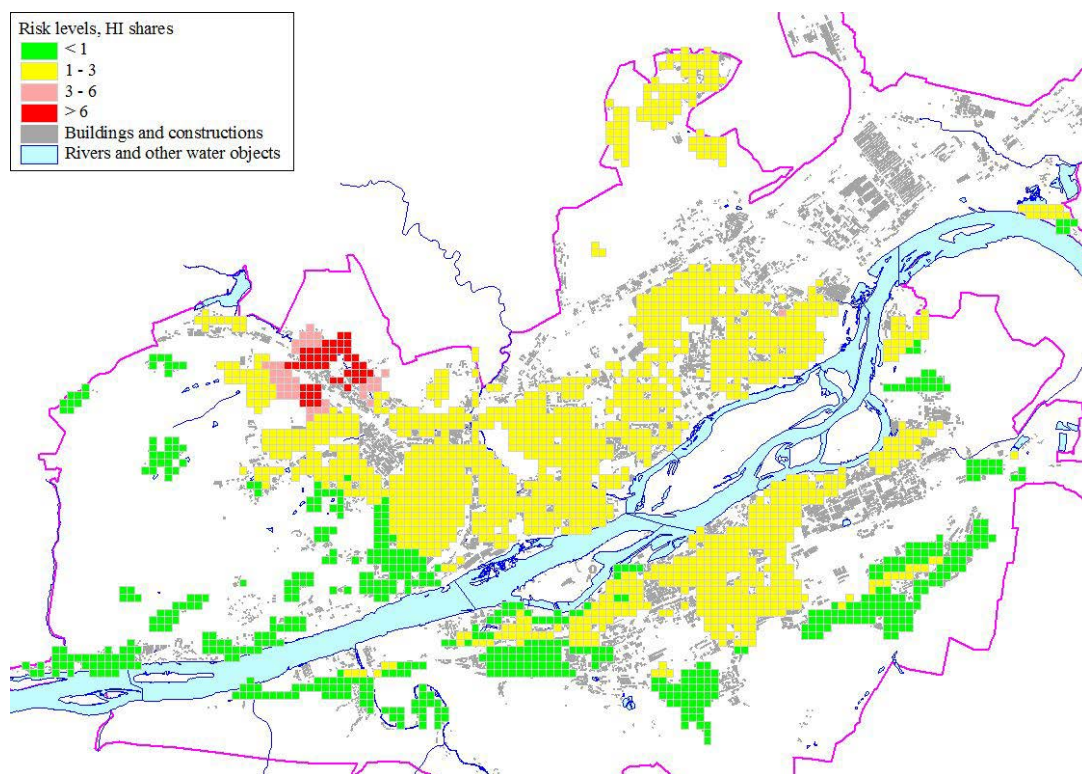 Risk levels, HI shares
< 1
1 - 3
3 - 6
> 6
Buildings and constructions
Rivers and other water objects